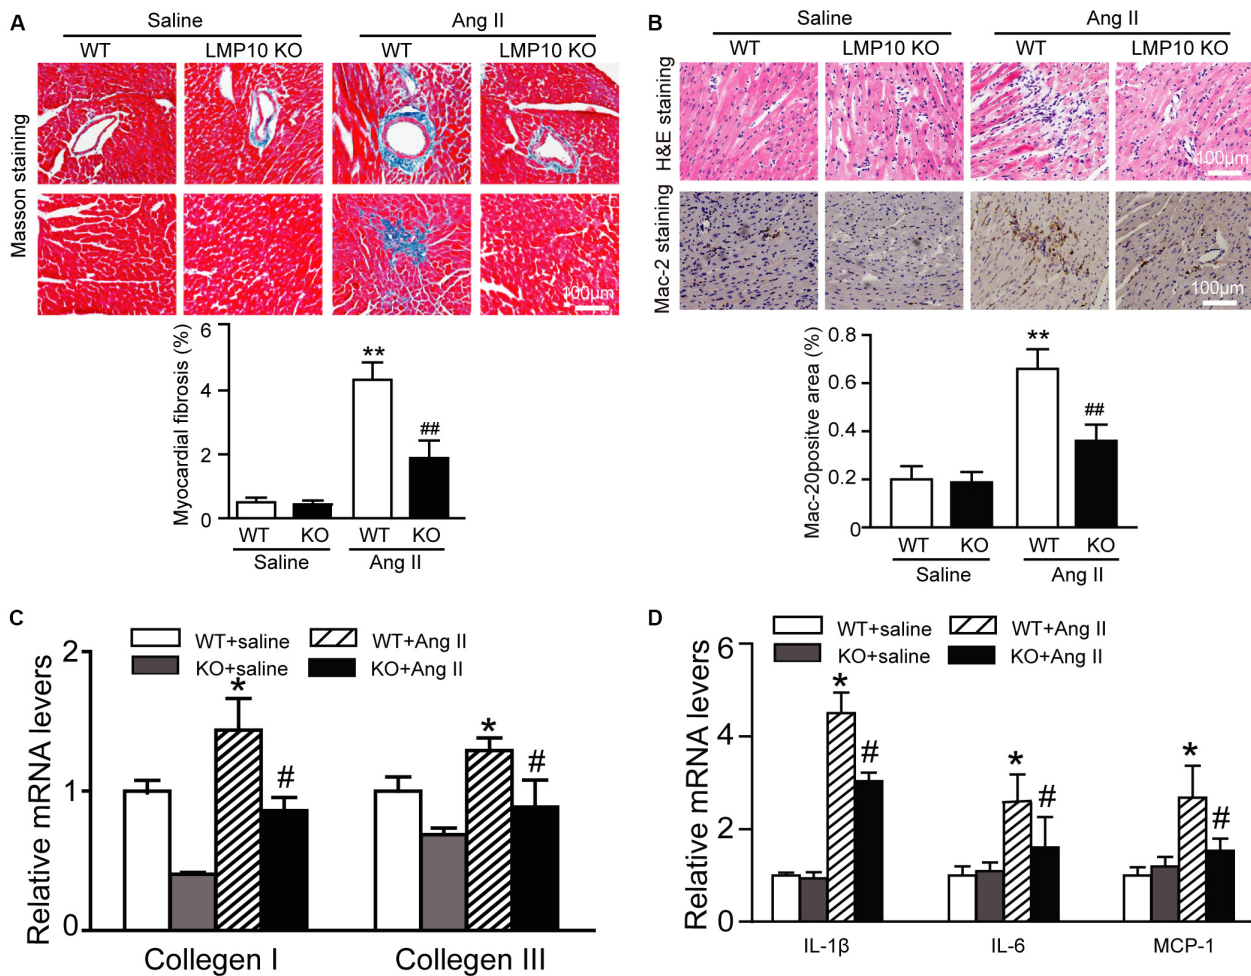 A
Saline
Ang II
WT
LMP10 KO
WT
LMP10 KO
Masson staining
100µm
Myocardial fibrosis (%)
6
4
2
0
**
##
WT
KO
WT
KO
Saline
Ang II
B
Saline
Ang II
WT
LMP10 KO
WT
LMP10 KO
H&E staining
100µm
Mac-2 staining
100µm
Mac-20positve area (%)
0.8
0.6
0.4
0.2
0
**
##
WT
KO
WT
KO
Saline
Ang II
C
WT+saline
WT+Ang II
KO+saline
KO+Ang II
Relative mRNA levers
2
1
0
*
#
*
#
Collegen I
Collegen III
D
WT+saline
WT+Ang II
KO+saline
KO+Ang II
Relative mRNA levers
6
4
2
0
*
#
*
#
*
#
IL-1β
IL-6
MCP-1